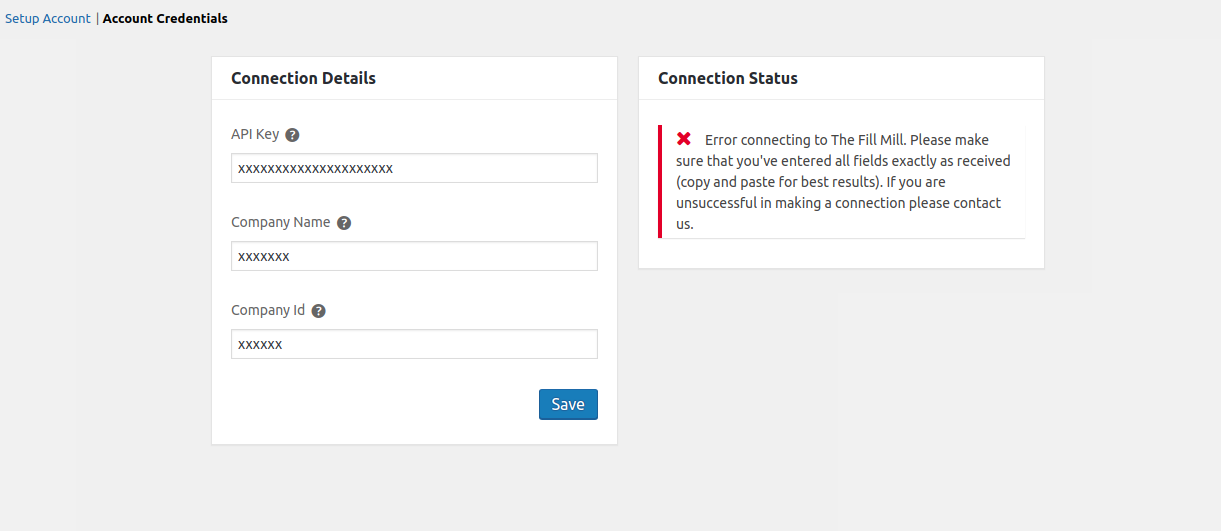 Setup Account | Account Credentials
Connection Details
API Key ?
xxxxxxxxxxxxxxxxxxxxx
Company Name ?
xxxxxxx
Company Id ?
xxxxxx
Save
Connection Status
Error connecting to The Fill Mill. Please make
sure that you've entered all fields exactly as received
(copy and paste for best results). If you are
unsuccessful in making a connection please contact
us.